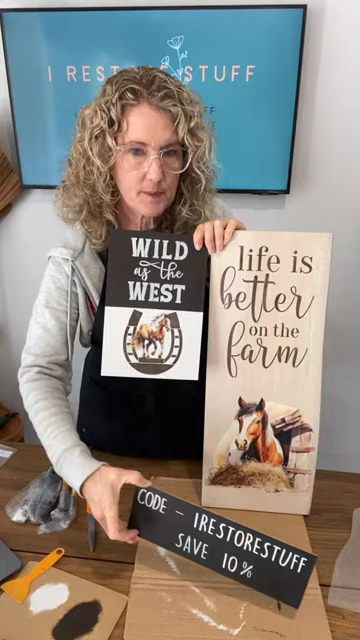 I RESTORE STUFF
WILD
as the
WEST
life is
better
on the
farm
CODE - IRESTORESTUFF
SAVE 10%